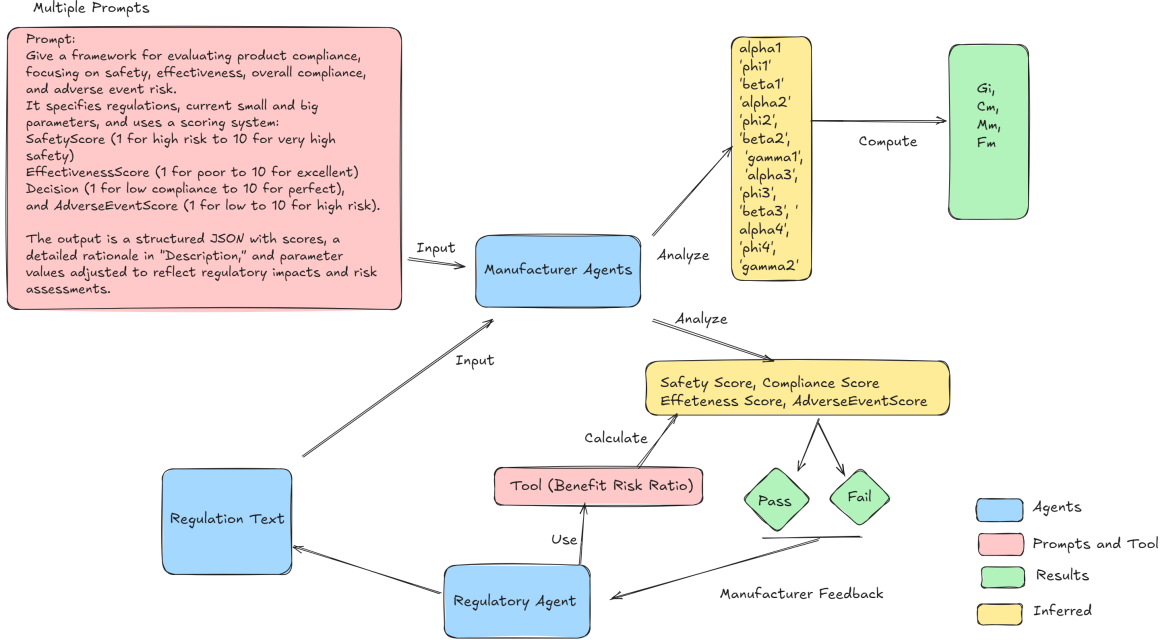 Multiple Prompts
Prompt:
Give a framework for evaluating product compliance,
focusing on safety, effectiveness, overall compliance,
and adverse event risk.
It specifies regulations, current small and big
parameters, and uses a scoring system:
SafetyScore (1 for high risk to 10 for very high
safety)
EffectivenessScore (1 for poor to 10 for excellent)
Decision (1 for low compliance to 10 for perfect),
and AdverseEventScore (1 for low to 10 for high risk).
The output is a structured JSON with scores, a
detailed rationale in "Description," and parameter
values adjusted to reflect regulatory impacts and risk
assessments.
Input
Manufacturer Agents
Analyze
alpha1
'phi1'
'beta1'
'alpha2'
'phi2',
'beta2',
'gamma1',
'alpha3',
'phi3',
'beta3', '
alpha4',
'phi4',
'gamma2'
Compute
Gi,
Cm,
Mm,
Fm
Input
Analyze
Safety Score, Compliance Score
Effeteness Score, AdverseEventScore
Calculate
Tool (Benefit Risk Ratio)
Pass
Fail
Regulation Text
Use
Regulatory Agent
Manufacturer Feedback
Agents
Prompts and Tool
Results
Inferred